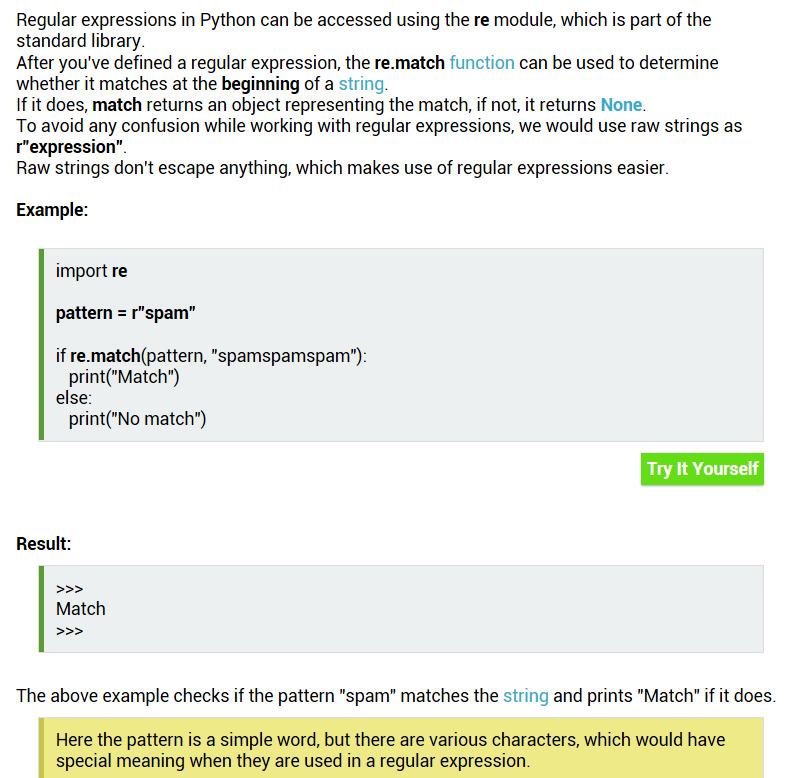 Regular expressions in Python can be accessed using the re module, which is part of the
standard library.
After you've defined a regular expression, the re.match function can be used to determine
whether it matches at the beginning of a string.
If it does, match returns an object representing the match, if not, it returns None.
To avoid any confusion while working with regular expressions, we would use raw strings as
r"expression".
Raw strings don't escape anything, which makes use of regular expressions easier.
Example:
import re
pattern = r"spam"
if re.match(pattern, "spamspamspam"):
print("Match")
else:
print("No match")
Try It Yourself
Result:
>>>
Match
>>>
The above example checks if the pattern "spam" matches the string and prints "Match" if it does.
Here the pattern is a simple word, but there are various characters, which would have
special meaning when they are used in a regular expression.